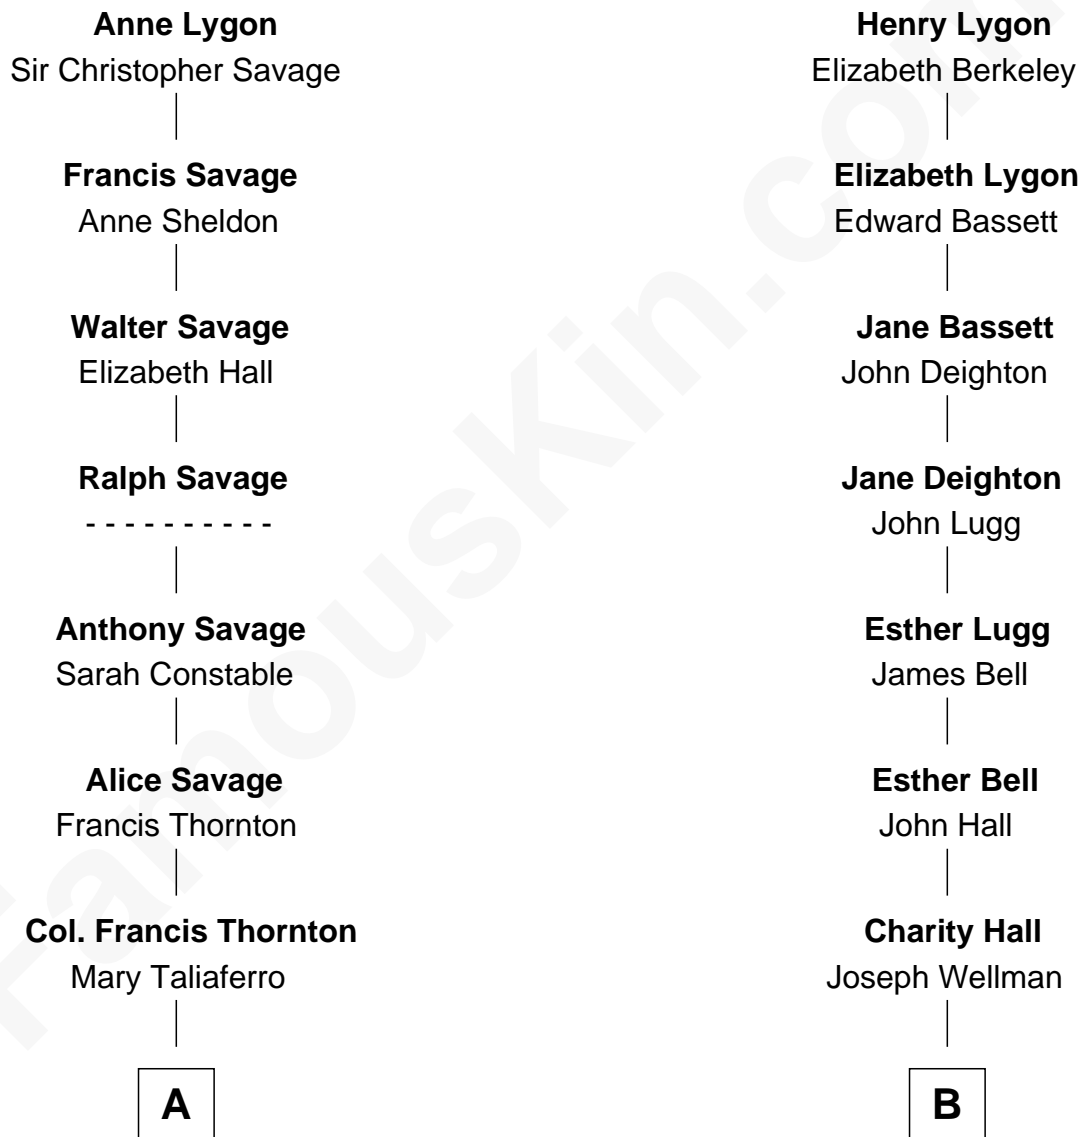 Anne Lygon
Sir Christopher Savage
Francis Savage
Anne Sheldon
Walter Savage
Elizabeth Hall
Ralph Savage
- - - - - - - - - -
Anthony Savage
Sarah Constable
Alice Savage
Francis Thornton
Col. Francis Thornton
Mary Taliaferro
A
Henry Lygon
Elizabeth Berkeley
Elizabeth Lygon
Edward Bassett
Jane Bassett
John Deighton
Jane Deighton
John Lugg
Esther Lugg
James Bell
Esther Bell
John Hall
Charity Hall
Joseph Wellman
B
FamousKin.com